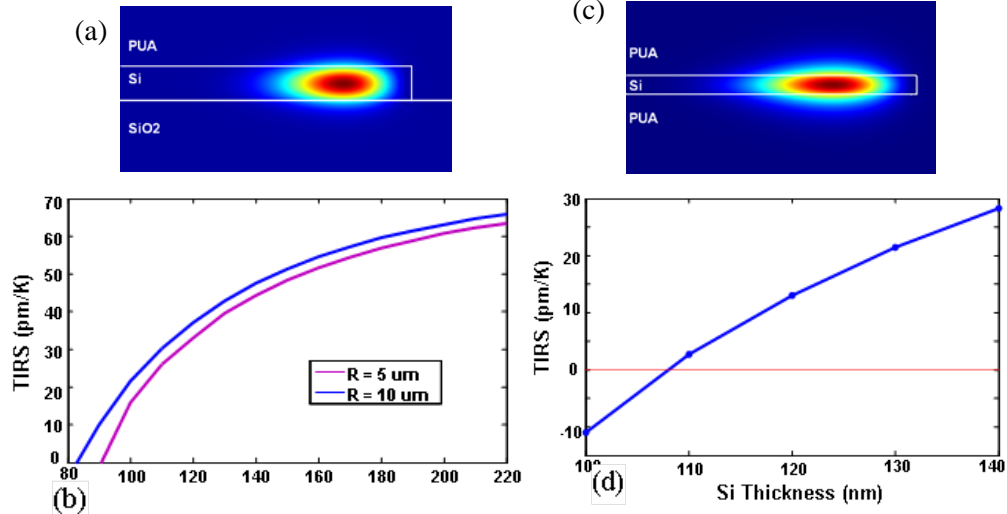 (a)
PUA
Si
SiO2
(c)
PUA
Si
PUA
70
60
50
40
30
20
10
0
TIRS (pm/K)
R = 5 um
R = 10 um
80 100 120 140 160 180 200 220
(b)
30
20
10
0
-10
TIRS (pm/K)
100 110 120 130 140
(d)
Si Thickness (nm)